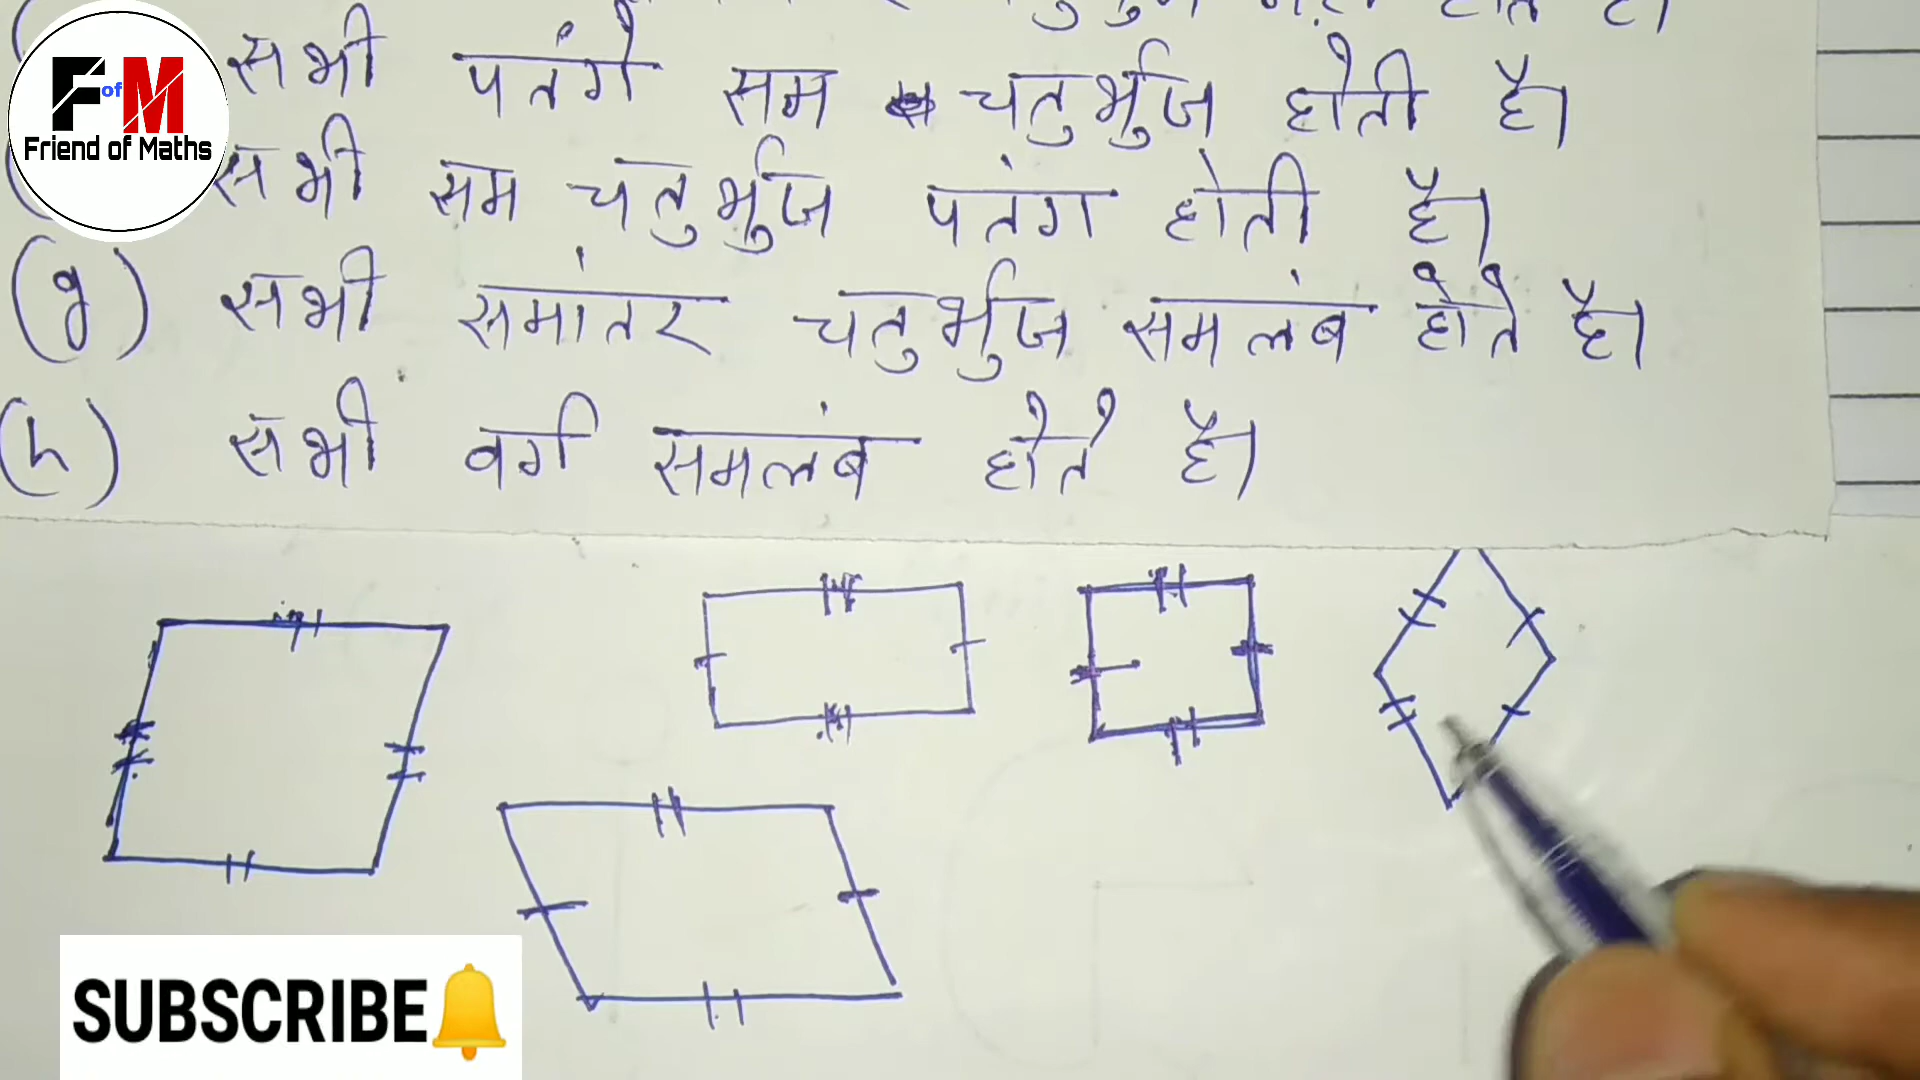 F of M
Friend of Maths
सभी पतंगे सम चतुर्भुज होती है।
सभी सम चतुर्भुज पतंग होती है।
(g) सभी समांतर चतुर्भुज समलंब होते है।
(h) सभी वर्ग समलंब होते है।
SUBSCRIBE